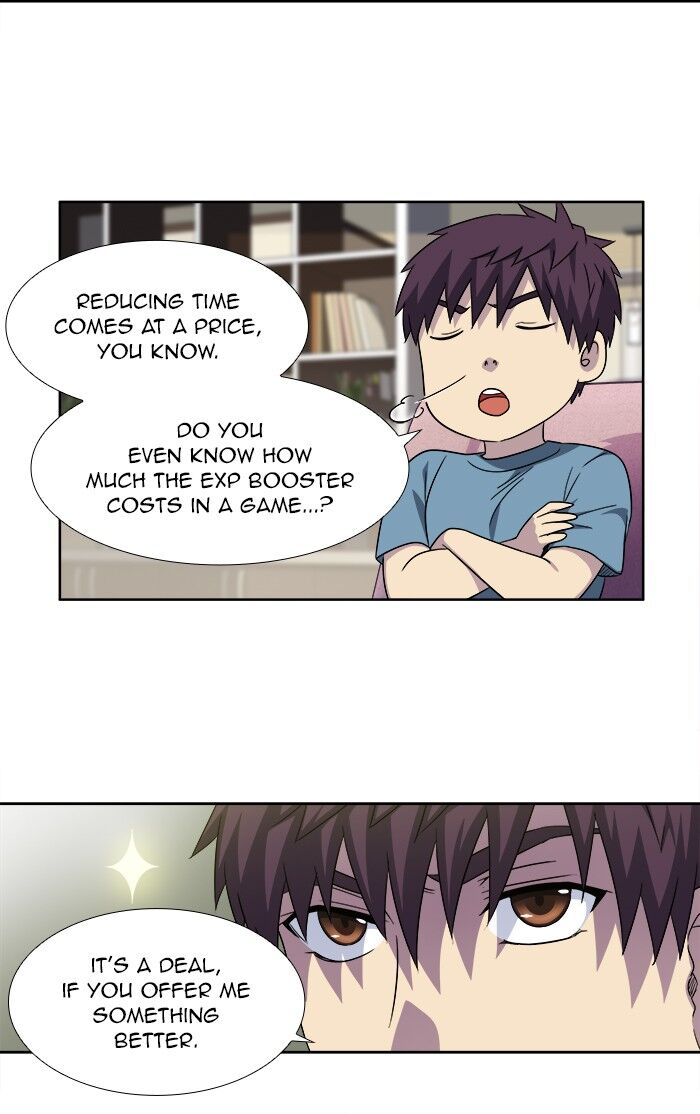 REDUCING TIME
COMES AT A PRICE,
YOU KNOW.
DO YOU
EVEN KNOW HOW
MUCH THE EXP BOOSTER
COSTS IN A GAME...?
IT'S A DEAL,
IF YOU OFFER ME
SOMETHING
BETTER.